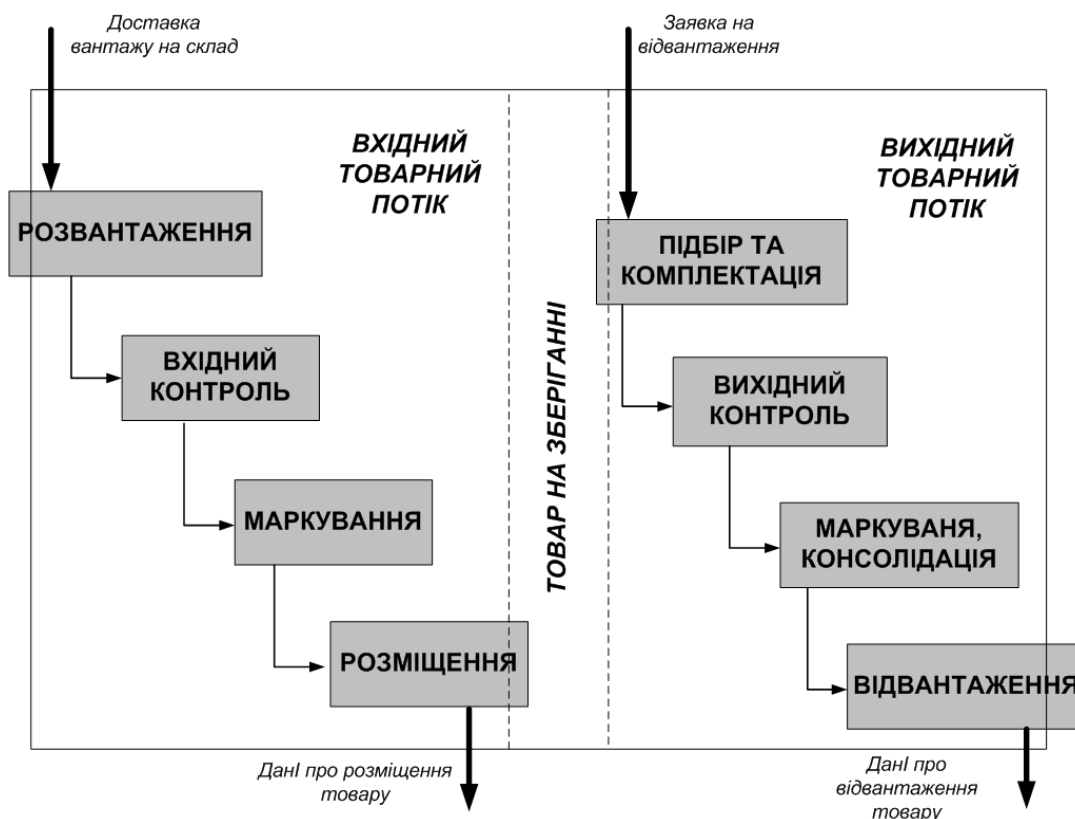 Доставка
вантажу на склад
Заявка на
відвантаження
ВХІДНИЙ
ТОВАРНИЙ
ПОТІК
ВИХІДНИЙ
ТОВАРНИЙ
ПОТІК
РОЗВАНТАЖЕННЯ
ВХІДНИЙ
КОНТРОЛЬ
МАРКУВАННЯ
РОЗМІЩЕННЯ
ТОВАР НА ЗБЕРІГАННІ
ПІДБІР ТА
КОМПЛЕКТАЦІЯ
ВИХІДНИЙ
КОНТРОЛЬ
МАРКУВАНЯ,
КОНСОЛІДАЦІЯ
ВІДВАНТАЖЕННЯ
ДанІ про розміщення
товару
ДанІ про
відвантаження
товару